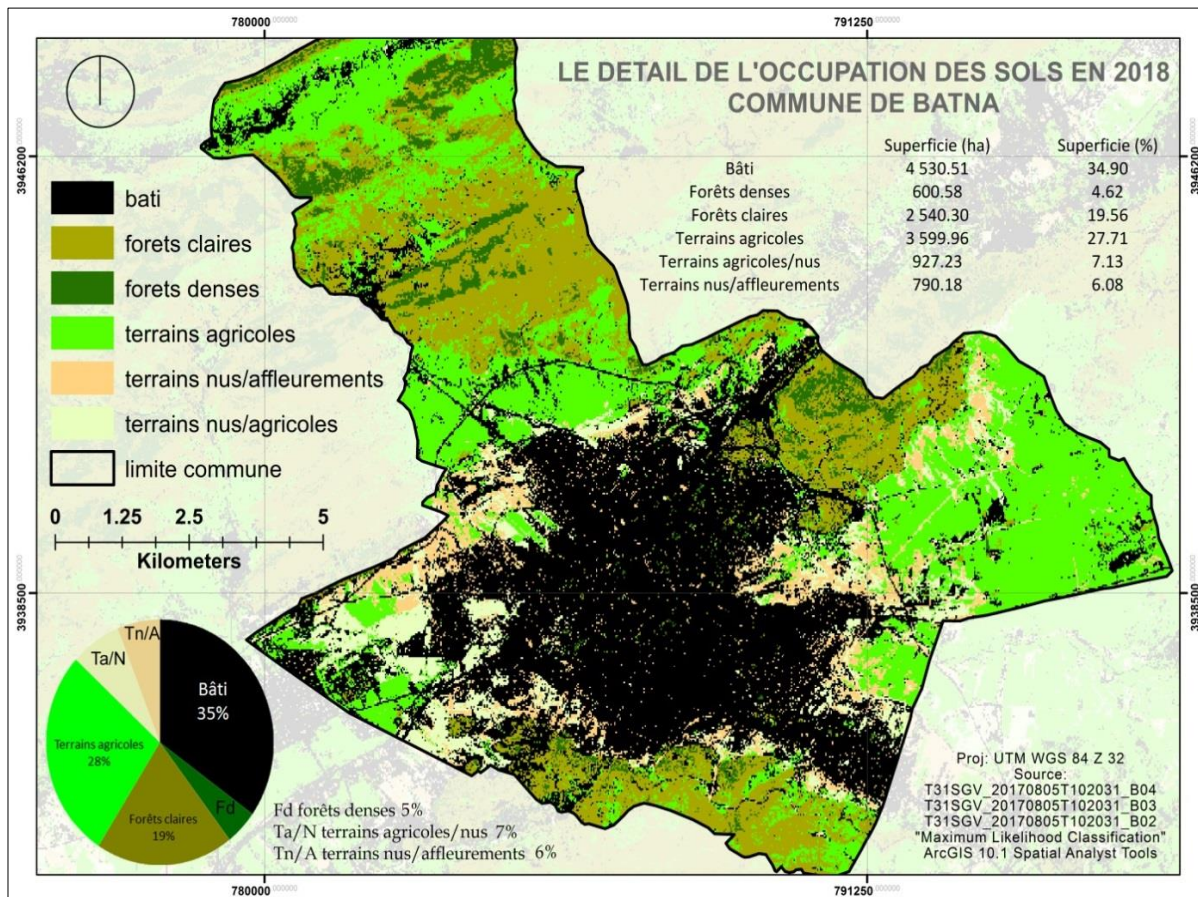 780000.000000
791250.000000
LE DETAIL DE L'OCCUPATION DES SOLS EN 2018
COMMUNE DE BATNA
3946200
3946200
Superficie (ha) Superficie (%)
Bâti 4 530.51 34.90
Forêts denses 600.58 4.62
Forêts claires 2 540.30 19.56
Terrains agricoles 3 599.96 27.71
Terrains agricoles/nus 927.23 7.13
Terrains nus/affleurements 790.18 6.08
bati
forets claires
forets denses
terrains agricoles
terrains nus/affleurements
terrains nus/agricoles
limite commune
0 1.25 2.5 5
Kilometers
3938500
3938500
Tn/A
Ta/N
Bâti
35%
Terrains agricoles
28%
Fd
Forêts claires
19%
Fd forêts denses 5%
Ta/N terrains agricoles/nus 7%
Tn/A terrains nus/affleurements 6%
Proj: UTM WGS 84 Z 32
Source:
T31SGV_20170805T102031_B04
T31SGV_20170805T102031_B03
T31SGV_20170805T102031_B02
"Maximum Likelihood Classification"
ArcGIS 10.1 Spatial Analyst Tools
780000.000000
791250.000000